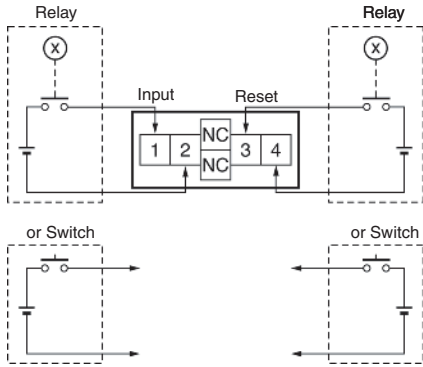 Relay Relay
X X
Input Reset
NC
1 2 3 4
NC
or Switch or Switch